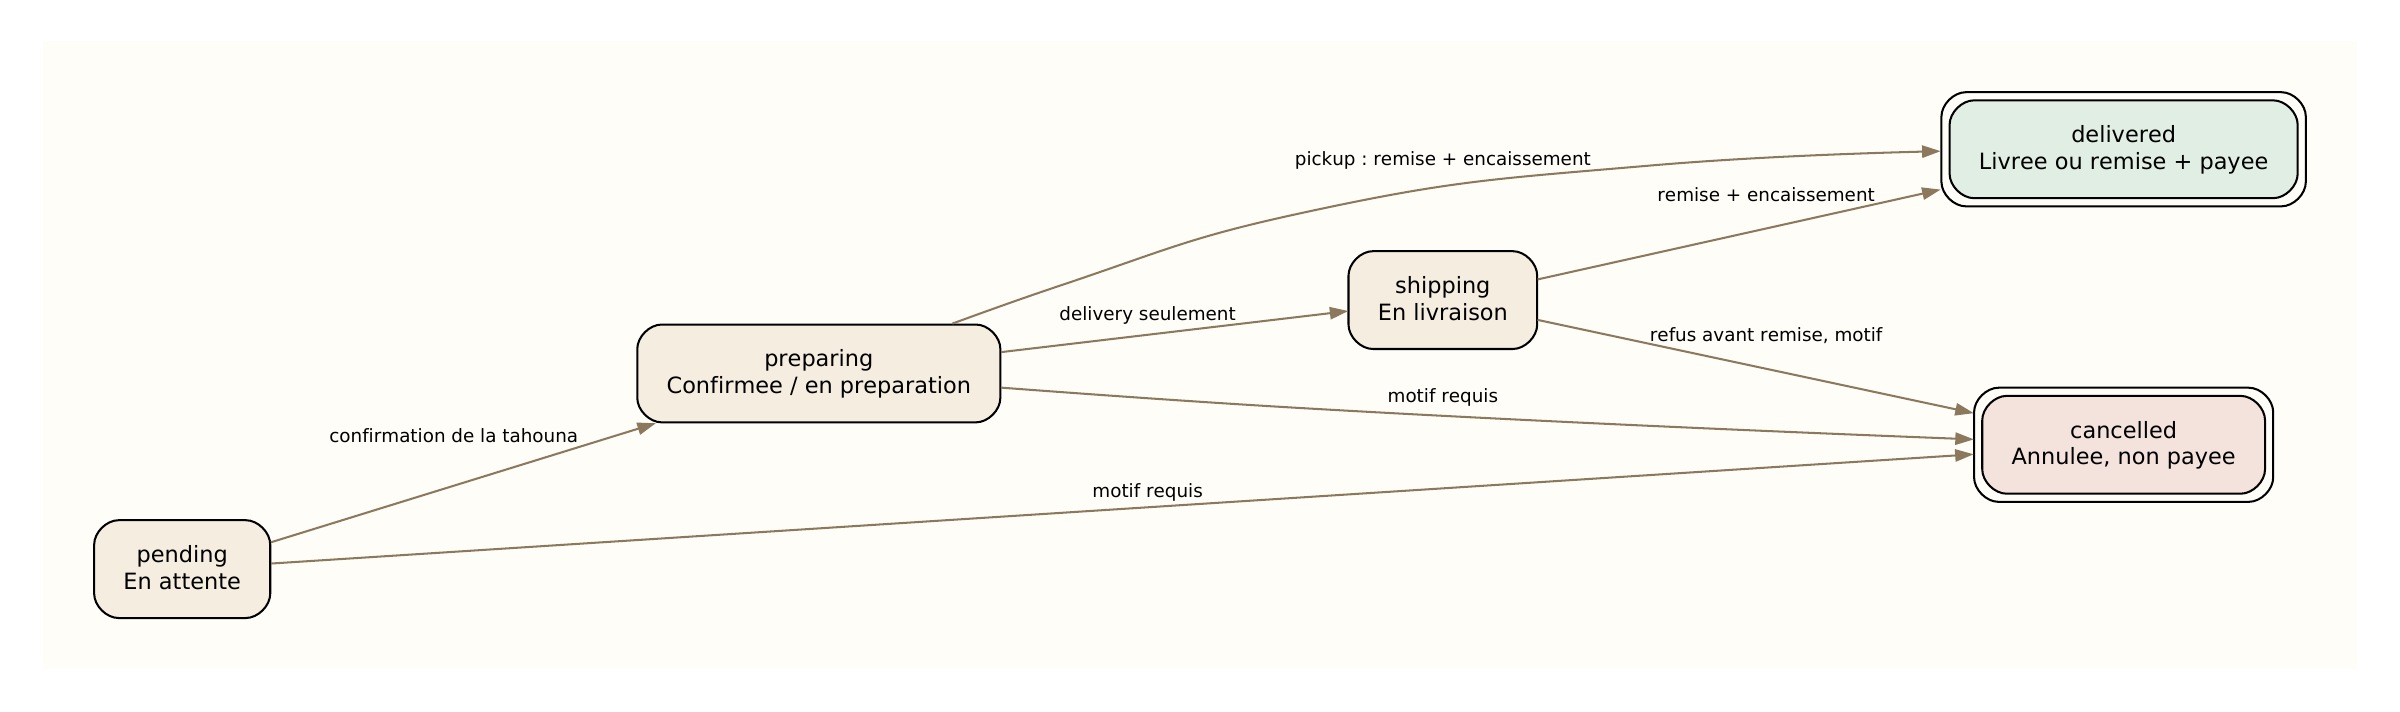 delivered
Livree ou remise + payee
pickup : remise + encaissement
remise + encaissement
shipping
En livraison
delivery seulement
refus avant remise, motif
preparing
Confirmee / en preparation
motif requis
cancelled
Annulee, non payee
confirmation de la tahouna
motif requis
pending
En attente